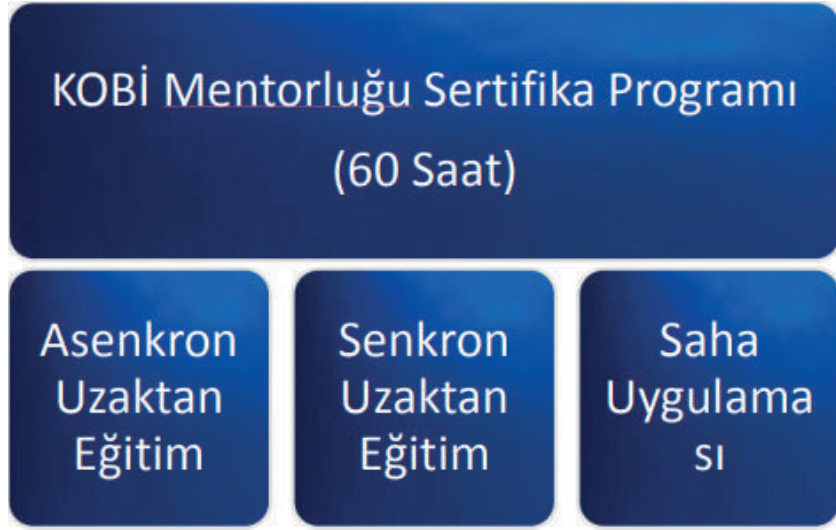 KOBİ Mentorluğu Sertifika Programı
(60 Saat)
Asenkron
Uzaktan
Eğitim
Senkron
Uzaktan
Eğitim
Saha
Uygulama
sı